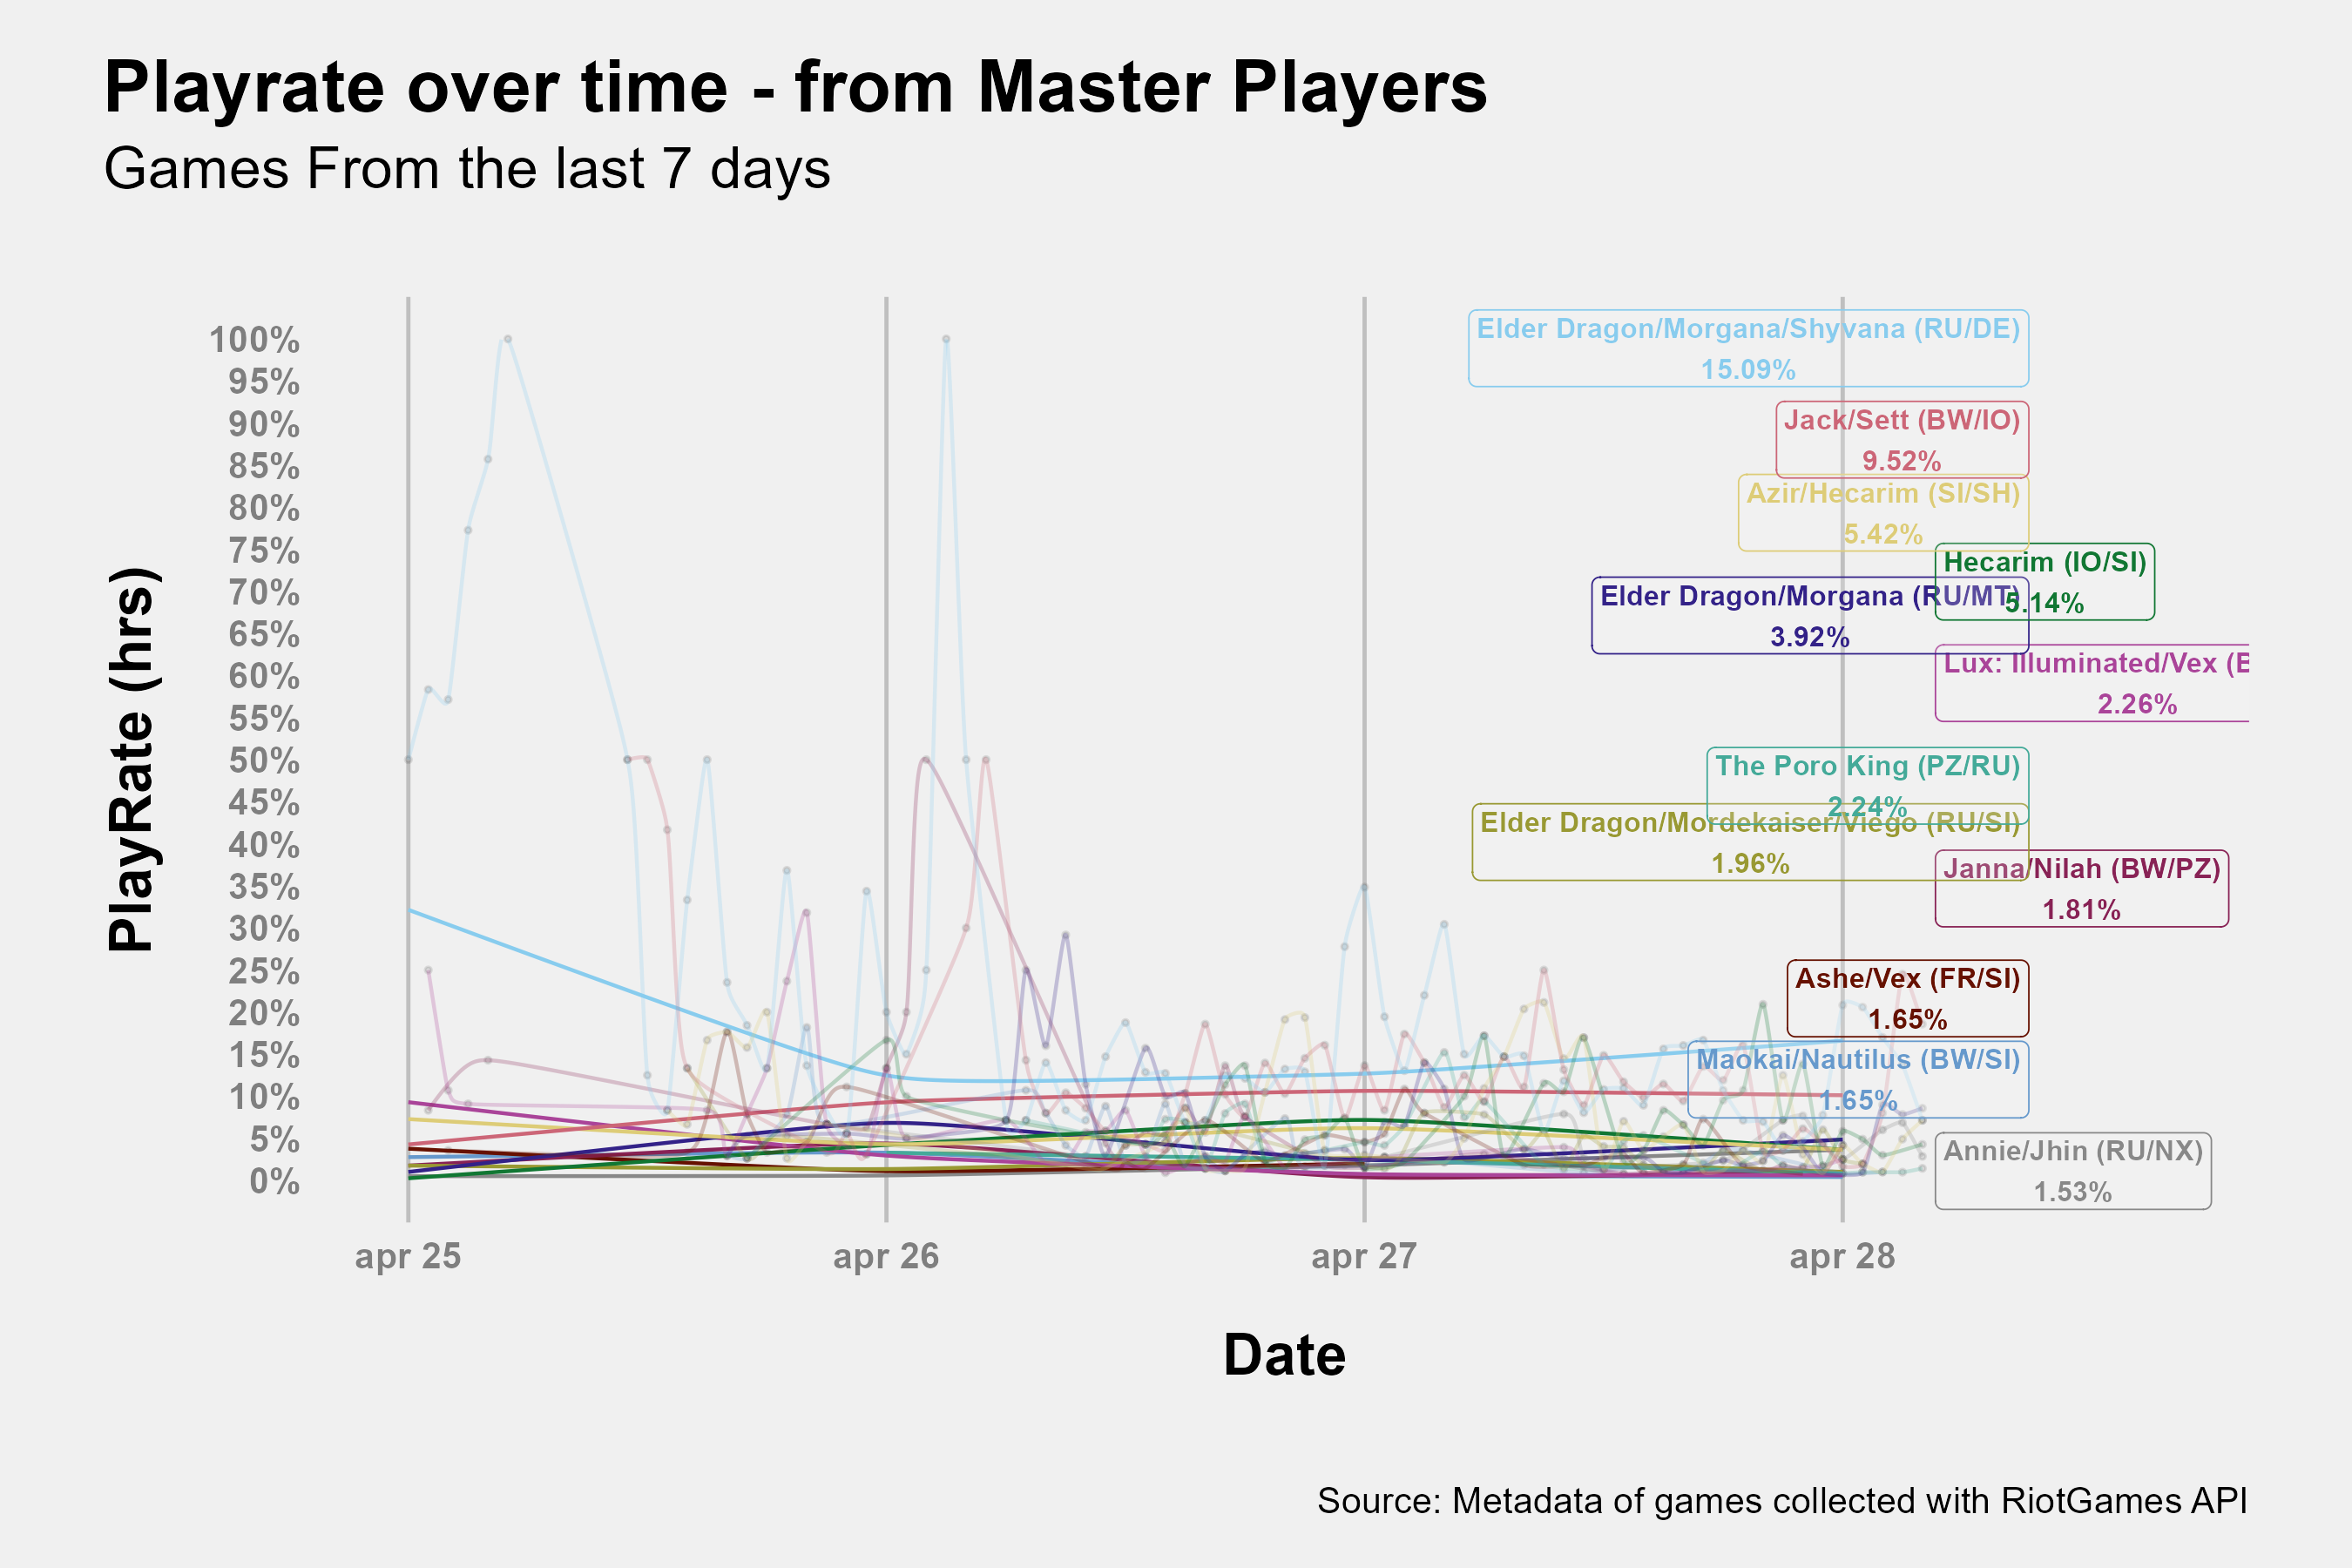 Playrate over time - from Master Players
Games From the last 7 days
PlayRate (hrs)
100%
95%
90%
85%
80%
75%
70%
65%
60%
55%
50%
45%
40%
35%
30%
25%
20%
15%
10%
5%
0%
Elder Dragon/Morgana/Shyvana (RU/DE)
15.09%
Jack/Sett (BW/IO)
9.52%
Azir/Hecarim (SI/SH)
5.42%
Hecarim (IO/SI)
5.14%
Elder Dragon/Morgana (RU/MT)
3.92%
Lux: Illuminated/Vex (B
2.26%
The Poro King (PZ/RU)
2.24%
Elder Dragon/Mordekaiser/Viego (RU/SI)
1.96%
Janna/Nilah (BW/PZ)
1.81%
Ashe/Vex (FR/SI)
1.65%
Maokai/Nautilus (BW/SI)
1.65%
Annie/Jhin (RU/NX)
1.53%
apr 25
apr 26
apr 27
apr 28
Date
Source: Metadata of games collected with RiotGames API